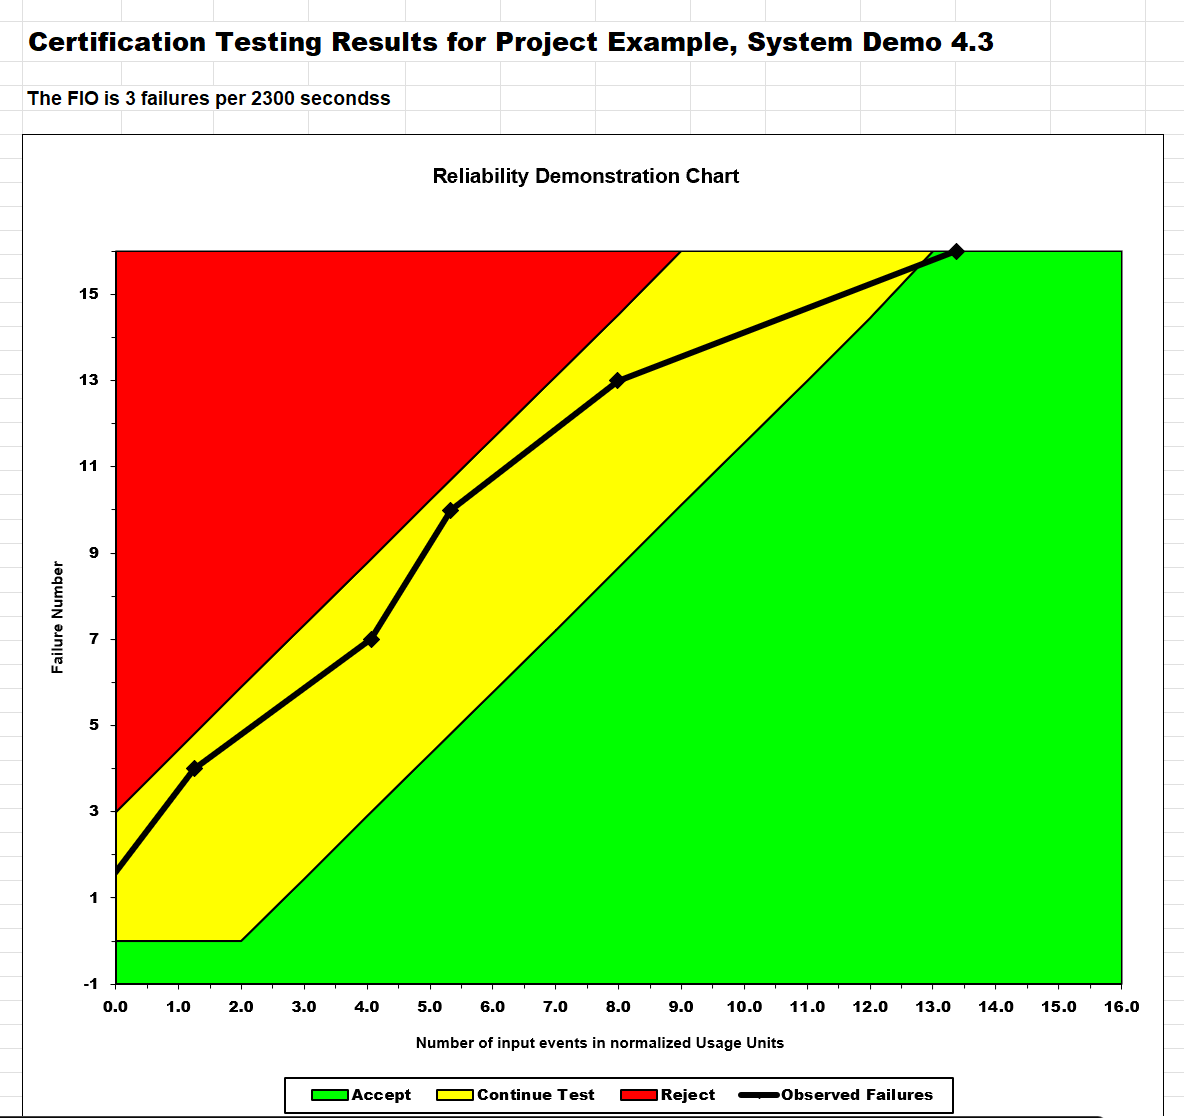 Certification Testing Results for Project Example, System Demo 4.3
The FIO is 3 failures per 2300 secondss
Reliability Demonstration Chart
15
13
11
9
7
5
3
1
-1
Failure Number
0.0 1.0 2.0 3.0 4.0 5.0 6.0 7.0 8.0 9.0 10.0 11.0 12.0 13.0 14.0 15.0 16.0
Number of input events in normalized Usage Units
Accept Continue Test Reject Observed Failures